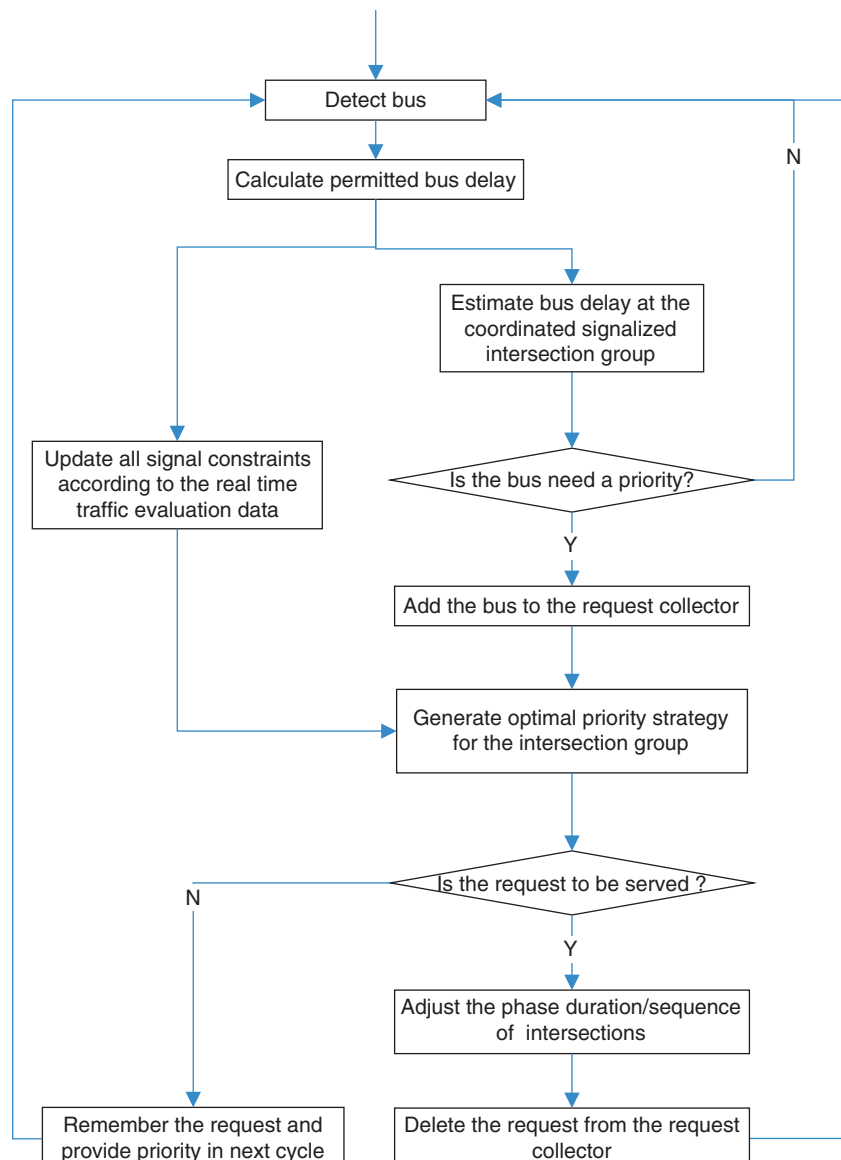 Detect bus
N
Calculate permitted bus delay
Estimate bus delay at the
coordinated signalized
intersection group
Update all signal constraints
according to the real time
traffic evaluation data
Is the bus need a priority?
Y
Add the bus to the request collector
Generate optimal priority strategy
for the intersection group
Is the request to be served ?
N
Y
Adjust the phase duration/sequence
of intersections
Remember the request and
provide priority in next cycle
Delete the request from the request
collector